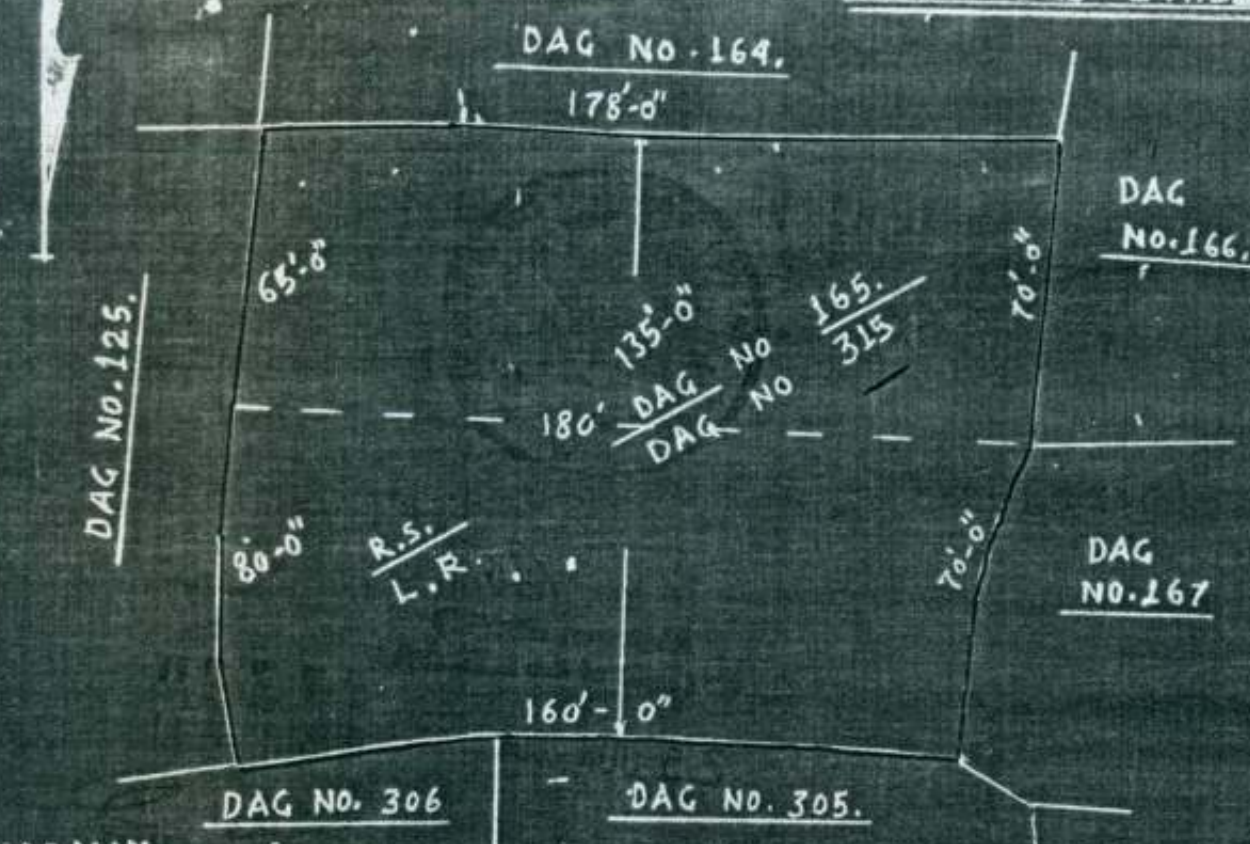 DAG NO. 164.
178'-0"
DAG
NO.166.
65'-0"
70'-0"
135'-0"
165.
315
DAG NO
DAG NO
180'
DAG NO.125.
80'-0"
R.S.
L.R.
70'-0"
DAG
NO.167
160'-0"
DAG NO. 306
DAG NO. 305.